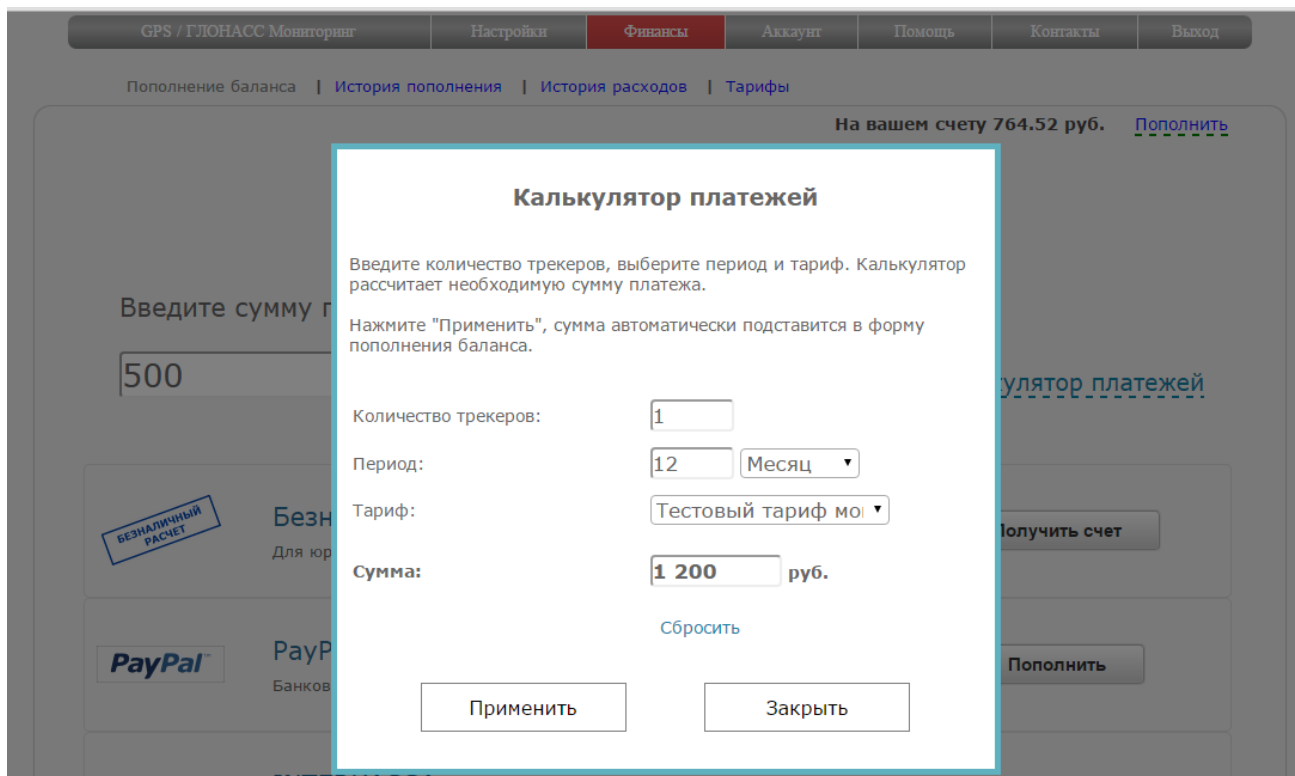 GPS / ГЛОНАСС Мониторинг Настройки Финансы Аккаунт Помощь Контакты Выход
Пополнение баланса | История пополнения | История расходов | Тарифы
На вашем счету 764.52 руб. Пополнить
Калькулятор платежей
Введите количество трекеров, выберите период и тариф. Калькулятор
рассчитает необходимую сумму платежа.
Введите сумму
Нажмите "Применить", сумма автоматически подставится в форму
пополнения баланса.
500
кулятор платежей
Количество трекеров: 1
Период: 12 Месяц
Тариф: Тестовый тариф мо
БЕЗНАЛИЧНЫЙ
РАСЧЕТ
Безн
Для юр
Получить счет
Сумма: 1 200 руб.
Сбросить
PayPal
PayP
Банков
Пополнить
Применить Закрыть